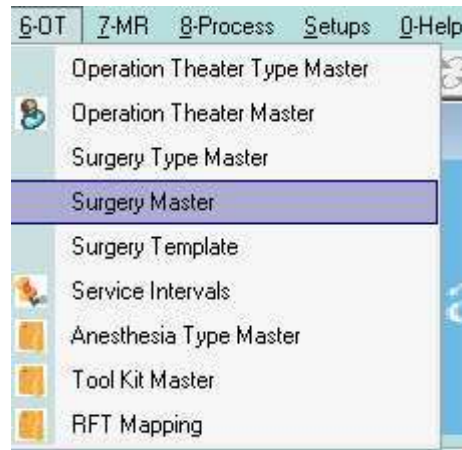 6-OT 7-MR 8-Process Setups 0-Help
Operation Theater Type Master
Operation Theater Master
Surgery Type Master
Surgery Master
Surgery Template
Service Intervals
Anesthesia Type Master
Tool Kit Master
RFT Mapping